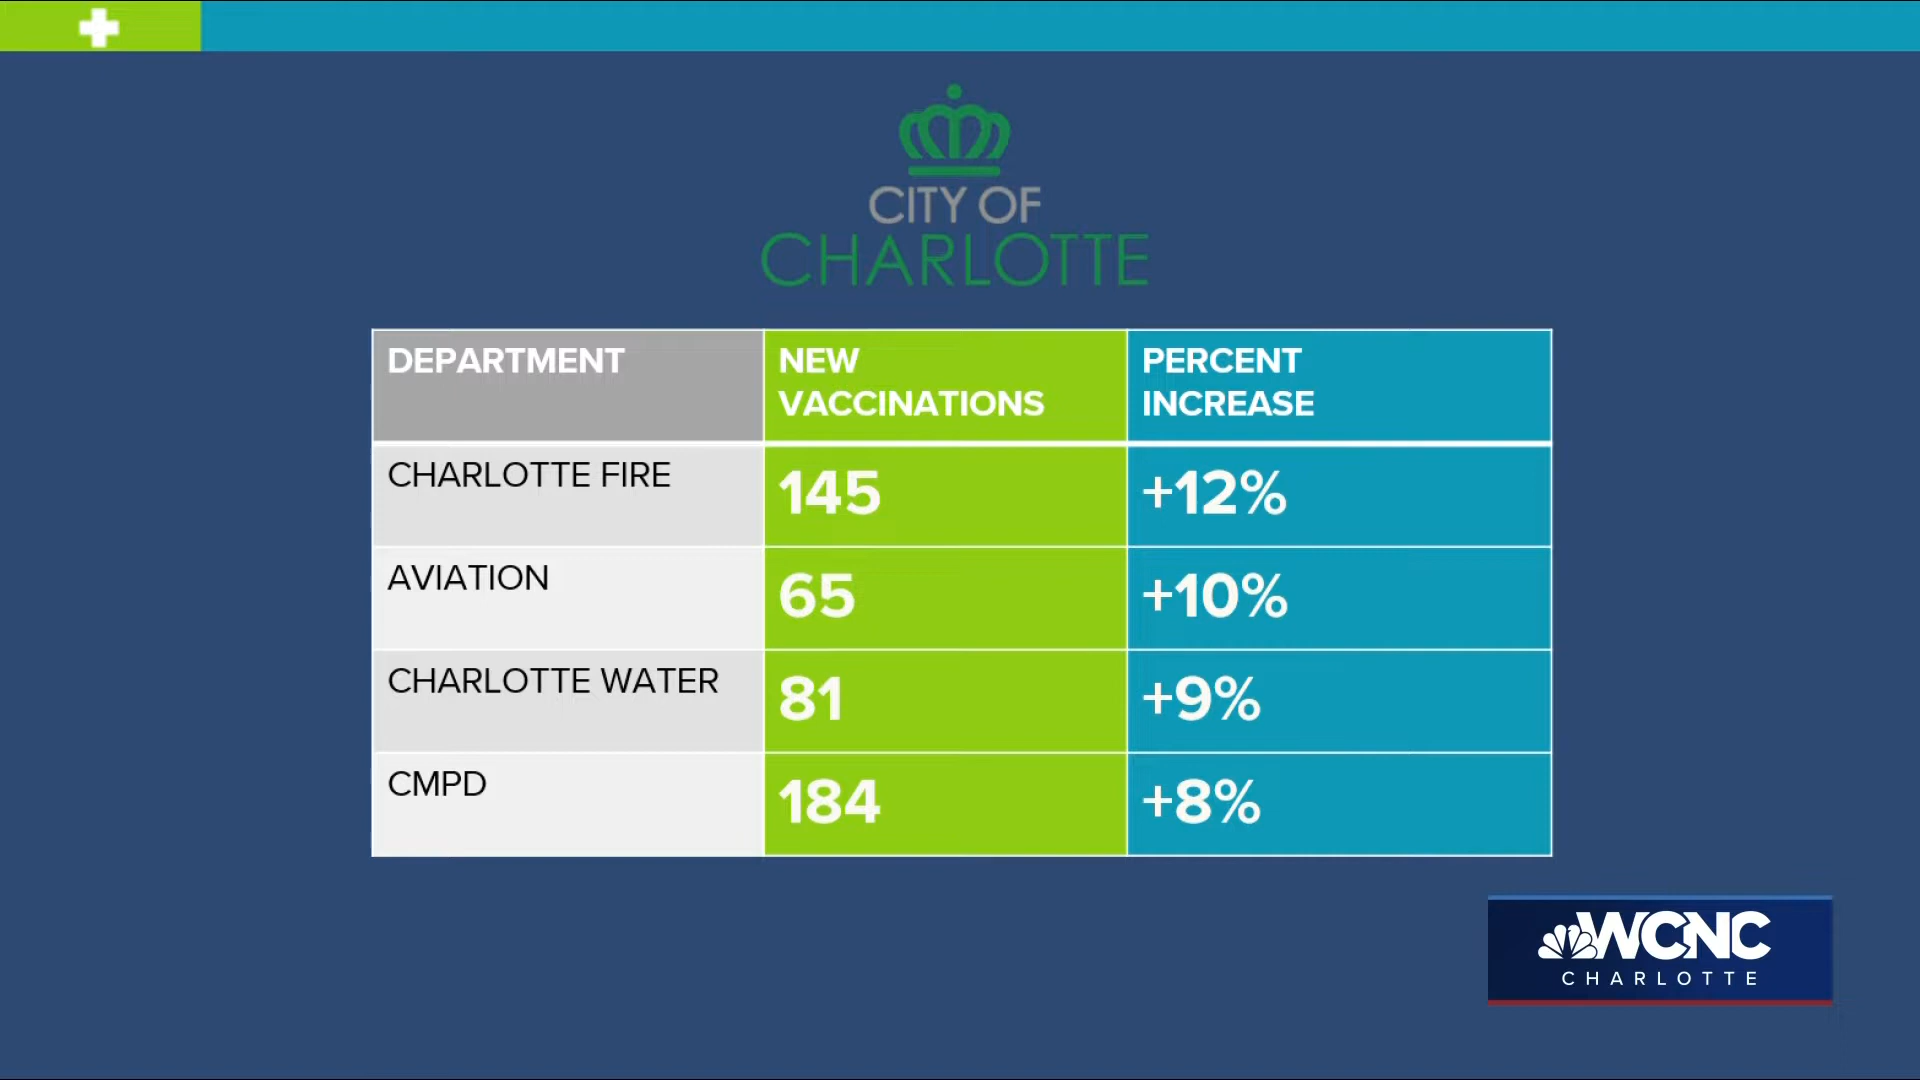 CITY OF
CHARLOTTE
DEPARTMENT
NEW
VACCINATIONS
PERCENT
INCREASE
CHARLOTTE FIRE
145
+12%
AVIATION
65
+10%
CHARLOTTE WATER
81
+9%
CMPD
184
+8%
WCNC
CHARLOTTE